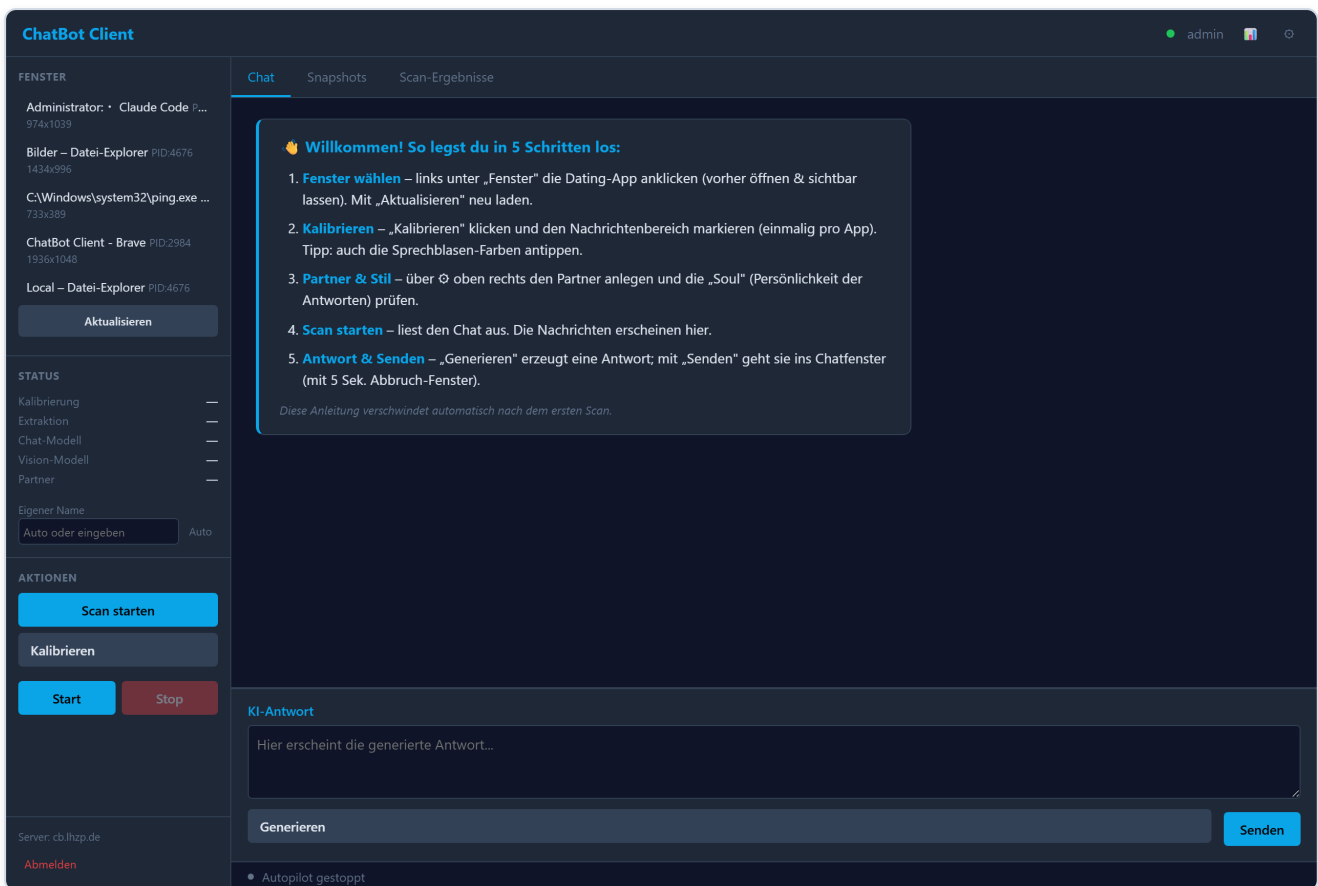 ChatBot Client
admin
FENSTER
Administrator: · Claude Code P...
974x1039
Bilder – Datei-Explorer PID:4676
1434x996
C:\Windows\system32\ping.exe ...
733x389
ChatBot Client - Brave PID:2984
1936x1048
Local – Datei-Explorer PID:4676
Aktualisieren
STATUS
Kalibrierung —
Extraktion —
Chat-Modell —
Vision-Modell —
Partner —
Eigener Name
Auto oder eingeben Auto
AKTIONEN
Scan starten
Kalibrieren
Start Stop
Server: cb.lhzp.de
Abmelden
Chat Snapshots Scan-Ergebnisse
👋 Willkommen! So legst du in 5 Schritten los:
1. Fenster wählen – links unter „Fenster" die Dating-App anklicken (vorher öffnen & sichtbar
lassen). Mit „Aktualisieren" neu laden.
2. Kalibrieren – „Kalibrieren" klicken und den Nachrichtenbereich markieren (einmalig pro App).
Tipp: auch die Sprechblasen-Farben antippen.
3. Partner & Stil – über ⚙ oben rechts den Partner anlegen und die „Soul" (Persönlichkeit der
Antworten) prüfen.
4. Scan starten – liest den Chat aus. Die Nachrichten erscheinen hier.
5. Antwort & Senden – „Generieren" erzeugt eine Antwort; mit „Senden" geht sie ins Chatfenster
(mit 5 Sek. Abbruch-Fenster).
Diese Anleitung verschwindet automatisch nach dem ersten Scan.
KI-Antwort
Hier erscheint die generierte Antwort...
Generieren
Senden
Autopilot gestoppt